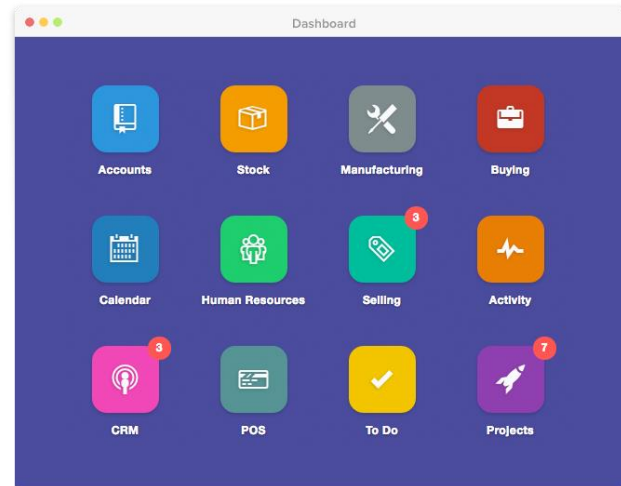 Dashboard
Accounts Stock Manufacturing Buying
3
Calendar Human Resources Selling Activity
3 7
CRM POS To Do Projects